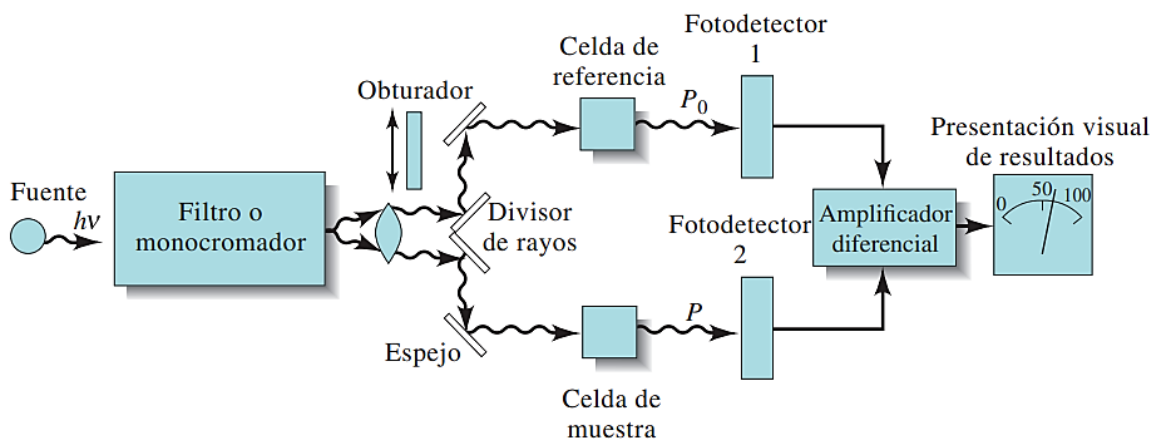 Fuente
hν
Filtro o
monocromador
Obturador
Divisor
de rayos
Espejo
Celda de
referencia
P0
Fotodetector
1
Celda de
muestra
P
Fotodetector
2
Amplificador
diferencial
Presentación visual
de resultados
0 50 100